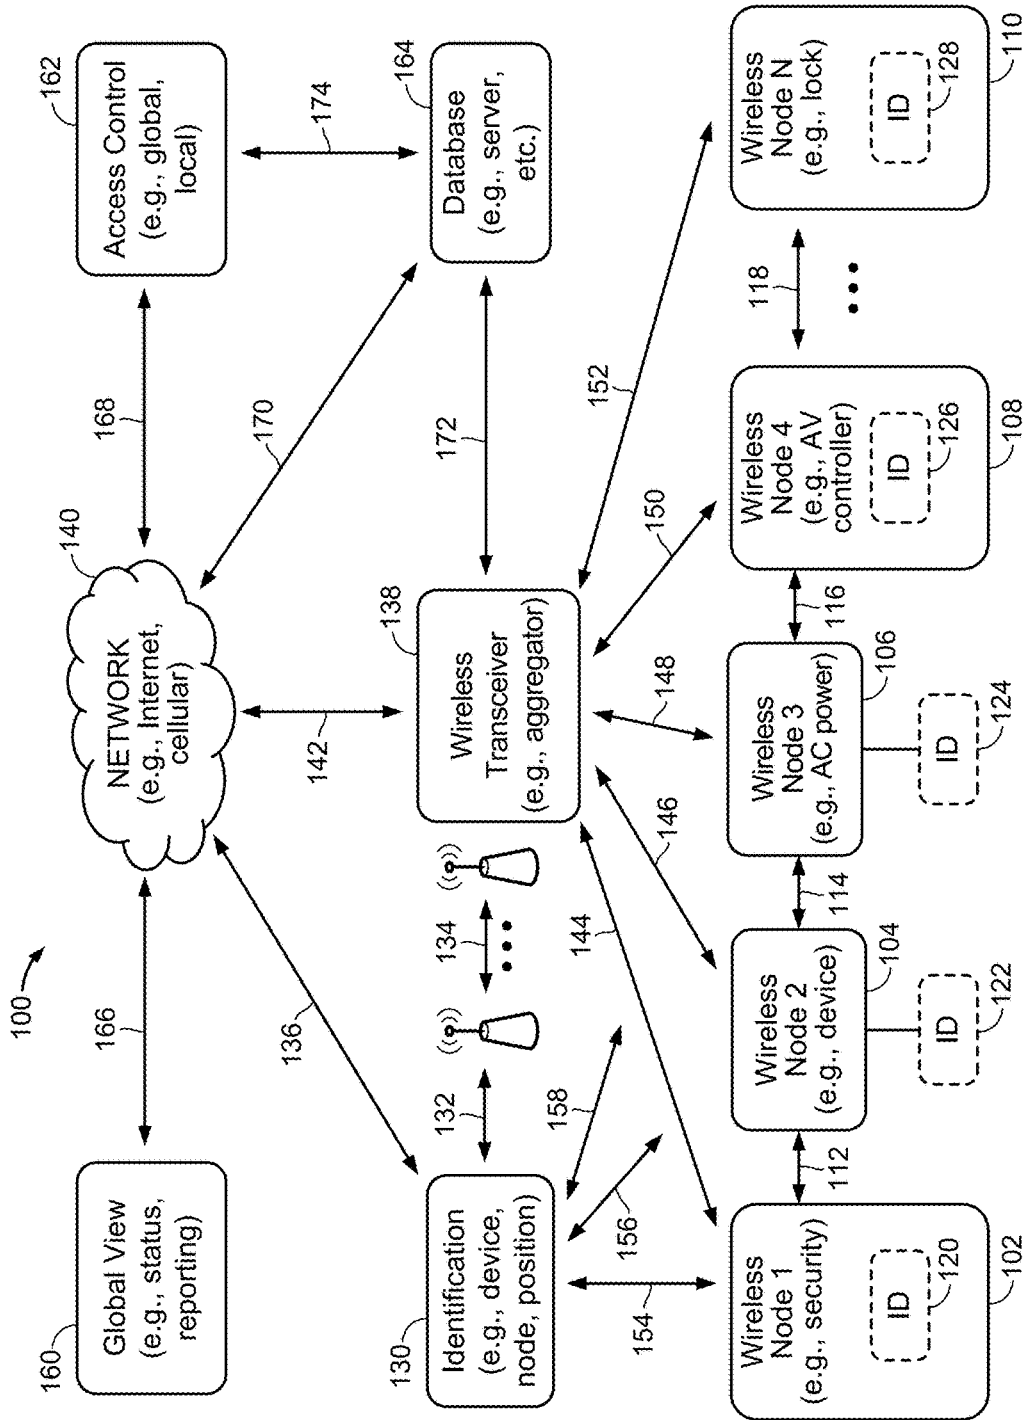 100
160
Global View
(e.g., status,
reporting)
166
140
NETWORK
(e.g., Internet,
cellular)
168
162
Access Control
(e.g., global,
local)
136
142
170
174
130
Identification
(e.g., device,
node, position)
132
134
138
Wireless
Transceiver
(e.g., aggregator)
172
164
Database
(e.g., server,
etc.)
154
156
158
144
146
148
150
152
Wireless
Node 1
(e.g., security)
ID
120
102
112
Wireless
Node 2
(e.g., device)
104
ID
122
114
Wireless
Node 3
(e.g., AC power)
106
ID
124
116
Wireless
Node 4
(e.g., AV
controller)
ID
126
108
118
Wireless
Node N
(e.g., lock)
ID
128
110